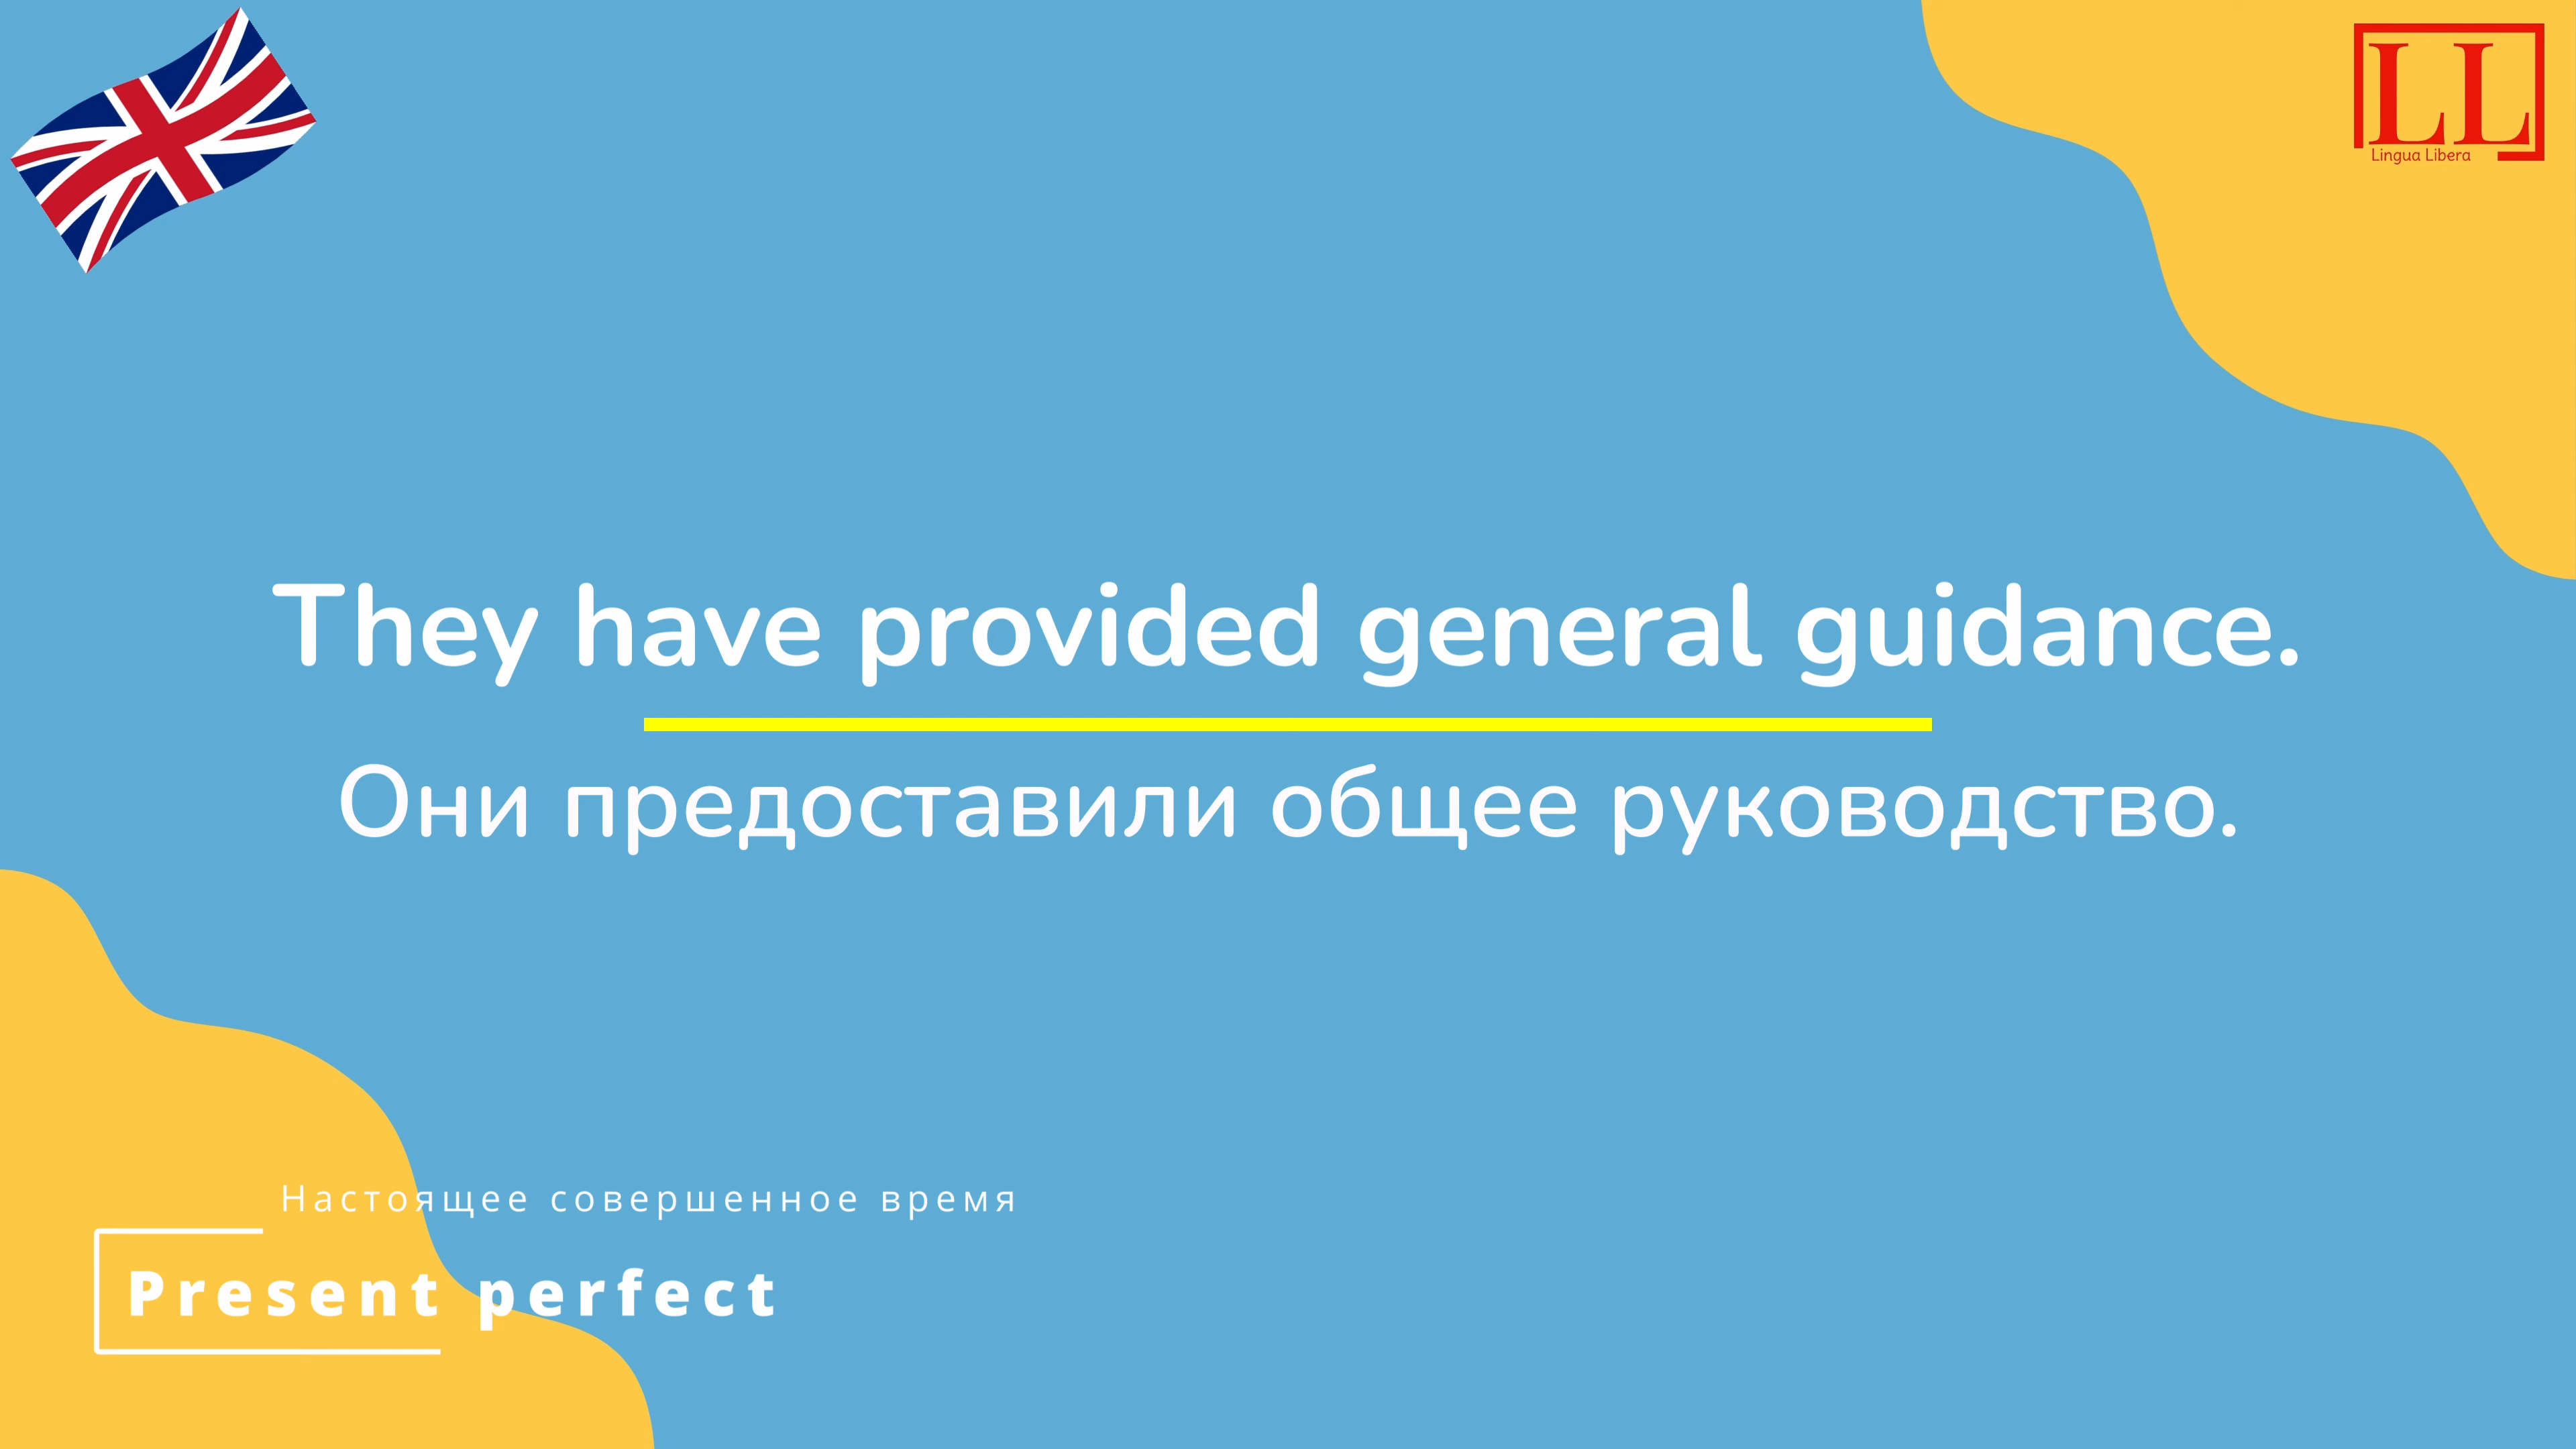 LL
Lingua Libera
They have provided general guidance.
Они предоставили общее руководство.
Настоящее совершенное время
Present perfect